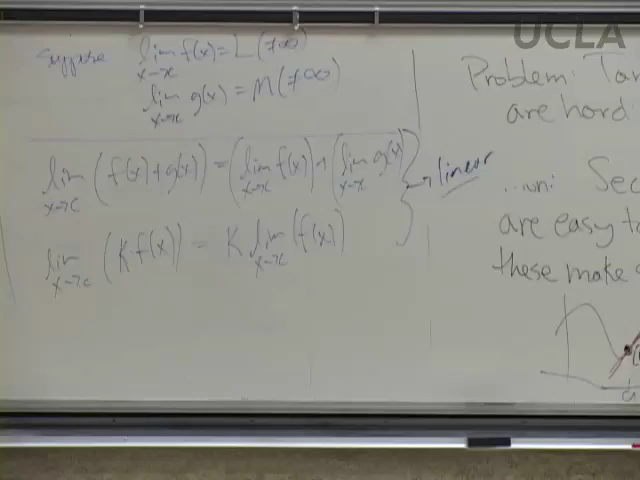 UCLA
Suppose lim f(x) = L (≠∞)
x→c
lim g(x) = M (≠∞)
x→c
lim (f(x) + g(x)) = (lim f(x)) + (lim g(x))
x→c x→c x→c
→ linear
lim (K f(x)) = K lim (f(x))
x→c x→c
Problem: Tan
are hard
Sec
are easy to
these make